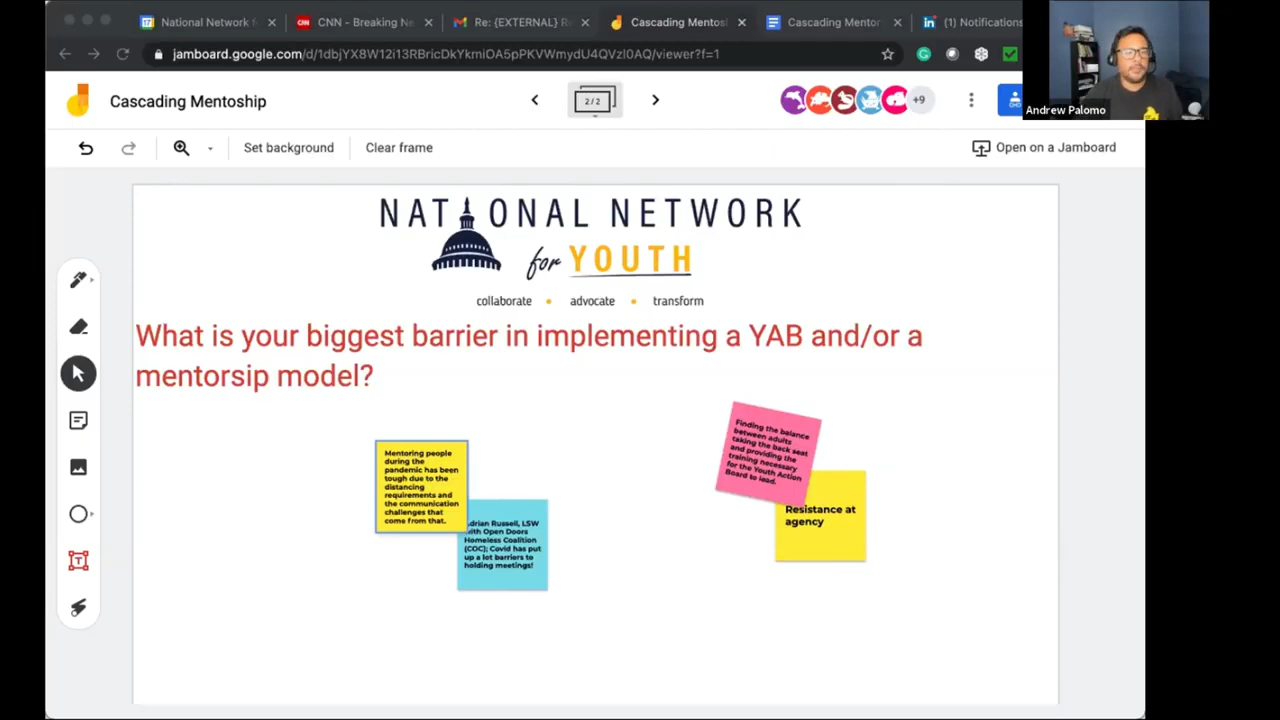 National Network f
CNN - Breaking Ne
Re: {EXTERNAL} R
Cascading Mentosh
Cascading Mentor
(1) Notifications
jamboard.google.com/d/1dbjYX8W12i13RBricDkYkmiOA5pPKVWmydU4QVzl0AQ/viewer?f=1
Andrew Palomo
Cascading Mentoship
2/2
+9
Set background
Clear frame
Open on a Jamboard
NATIONAL NETWORK
for YOUTH
collaborate • advocate • transform
What is your biggest barrier in implementing a YAB and/or a
mentorsip model?
Mentoring people
during the
pandemic has been
tough due to the
distancing
requirements and
the communication
challenges that
come from that.
Adrian Russell, LSW
with Open Doors
Homeless Coalition
(COC); Covid has put
up a lot barriers to
holding meetings!
Finding the balance
between adults
taking the back seat
and providing the
training necessary
for the Youth Action
Board to lead.
Resistance at
agency